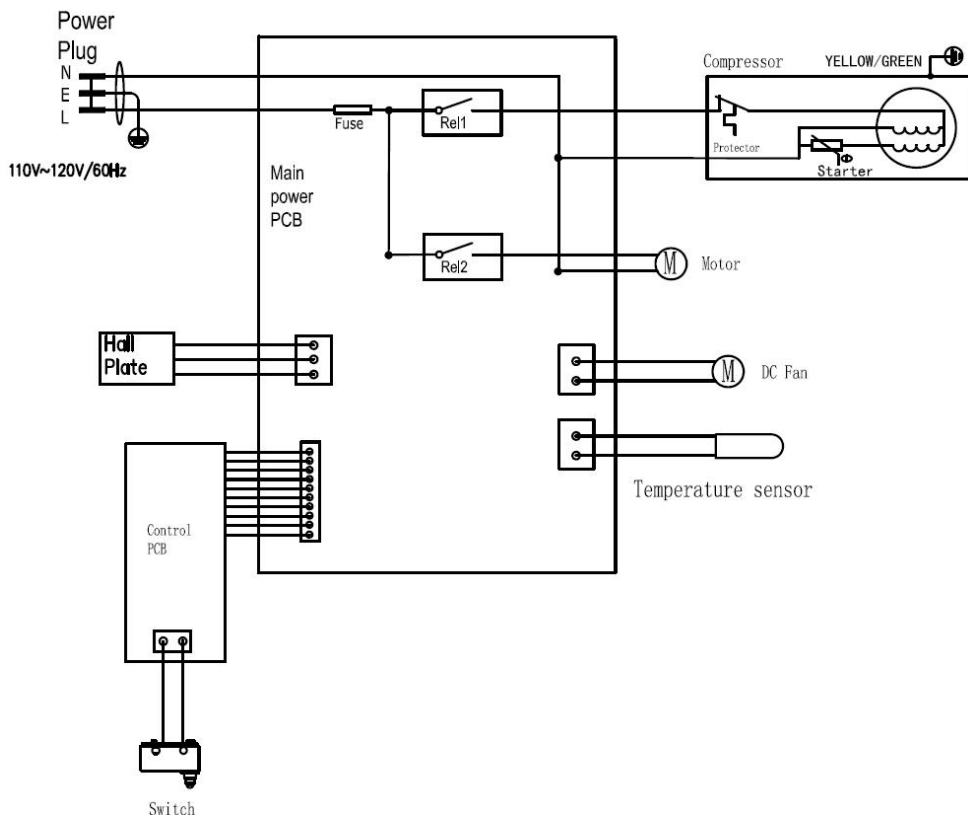 Power
Plug
N
E
L
110V~120V/60Hz
Fuse
Rel1
Main
power
PCB
Rel2
Compressor
YELLOW/GREEN
Protector
Starter
M
Motor
Hall
Plate
M
DC Fan
Temperature sensor
Control
PCB
Switch